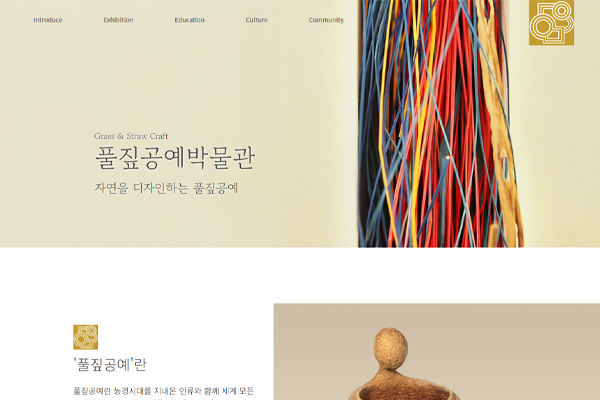 Introduce
Exhibition
Education
Culture
Community
Grass & Straw Craft
풀짚공예박물관
자연을 디자인하는 풀짚공예
'풀짚공예'란
풀짚공예란 농경시대를 지내온 인류와 함께 세계 모든